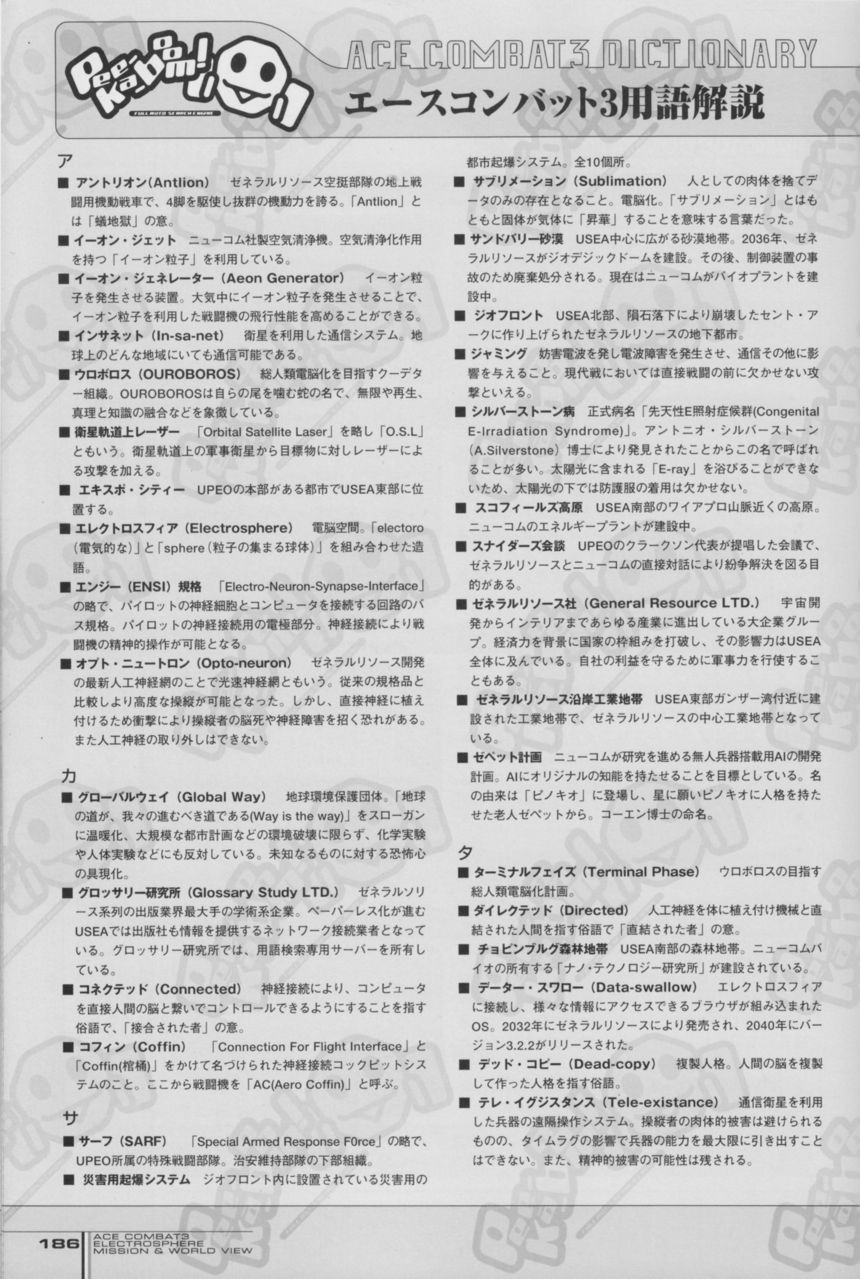 Peek-a-boom!
FULL AUTO SEARCH ENGINE
ACE COMBAT3 DICTIONARY
エースコンバット3用語解説
ア
■ アントリオン(Antlion)　ゼネラルリソース空挺部隊の地上戦
闘用機動戦車で、4脚を駆使し抜群の機動力を誇る。「Antlion」と
は「蟻地獄」の意。
■ イーオン・ジェット　ニューコム社製空気清浄機。空気清浄化作用
を持つ「イーオン粒子」を利用している。
■ イーオン・ジェネレーター（Aeon Generator）　イーオン粒
子を発生させる装置。大気中にイーオン粒子を発生させることで、
イーオン粒子を利用した戦闘機の飛行性能を高めることができる。
■ インサネット（In-sa-net）　衛星を利用した通信システム。地
球上のどんな地域にいても通信可能である。
■ ウロボロス（OUROBOROS）　総人類電脳化を目指すクーデタ
ー組織。OUROBOROSは自らの尾を噛む蛇の名で、無限や再生、
真理と知識の融合などを象徴している。
■ 衛星軌道上レーザー　「Orbital Satellite Laser」を略し「O.S.L」
ともいう。衛星軌道上の軍事衛星から目標物に対しレーザーによ
る攻撃を加える。
■ エキスポ・シティー　UPEOの本部がある都市でUSEA東部に位
置する。
■ エレクトロスフィア（Electrosphere）　電脳空間。「electoro
（電気的な）」と「sphere（粒子の集まる球体）」を組み合わせた造
語。
■ エンジー（ENSI）規格　「Electro-Neuron-Synapse-Interface」
の略で、パイロットの神経細胞とコンピュータを接続する回路のバ
ス規格。パイロットの神経接続用の電極部分。神経接続により戦
闘機の精神的操作が可能となる。
■ オプト・ニュートロン（Opto-neuron）　ゼネラルリソース開発
の最新人工神経網のことで光速神経網ともいう。従来の規格品と
比較しより高度な操縦が可能となった。しかし、直接神経に植え
付けるため衝撃により操縦者の脳死や神経障害を招く恐れがある。
また人工神経の取り外しはできない。
カ
■ グローバルウェイ（Global Way）　地球環境保護団体。「地球
の道が、我々の進むべき道である(Way is the way)」をスローガン
に温暖化、大規模な都市計画などの環境破壊に限らず、化学実験
や人体実験などにも反対している。未知なるものに対する恐怖心
の具現化。
■ グロッサリー研究所（Glossary Study LTD.）　ゼネラルソリ
ース系列の出版業界最大手の学術系企業。ペーパーレス化が進む
USEAでは出版社も情報を提供するネットワーク接続業者となって
いる。グロッサリー研究所では、用語検索専用サーバーを所有し
ている。
■ コネクテッド（Connected）　神経接続により、コンピュータ
を直接人間の脳と繋いでコントロールできるようにすることを指す
俗語で、「接合された者」の意。
■ コフィン（Coffin）　「Connection For Flight Interface」と
「Coffin(棺桶)」をかけて名づけられた神経接続コックピットシス
テムのこと。ここから戦闘機を「AC(Aero Coffin)」と呼ぶ。
サ
■ サーフ（SARF）　「Special Armed Response F0rce」の略で、
UPEO所属の特殊戦闘部隊。治安維持部隊の下部組織。
■ 災害用起爆システム　ジオフロント内に設置されている災害用の
都市起爆システム。全10個所。
■ サブリメーション（Sublimation）　人としての肉体を捨てデ
ータのみの存在となること。電脳化。「サブリメーション」とはも
ともと固体が気体に「昇華」することを意味する言葉だった。
■ サンドバリー砂漠　USEA中心に広がる砂漠地帯。2036年、ゼネ
ラルリソースがジオデジックドームを建設。その後、制御装置の事
故のため廃棄処分される。現在はニューコムがバイオプラントを建
設中。
■ ジオフロント　USEA北部、隕石落下により崩壊したセント・ア
ークに作り上げられたゼネラルリソースの地下都市。
■ ジャミング　妨害電波を発し電波障害を発生させ、通信その他に影
響を与えること。現代戦においては直接戦闘の前に欠かせない攻
撃といえる。
■ シルバーストーン病　正式病名「先天性E照射症候群(Congenital
E-Irradiation Syndrome)」。アントニオ・シルバーストーン
（A.Silverstone）博士により発見されたことからこの名で呼ばれ
ることが多い。太陽光に含まれる「E-ray」を浴びることができな
いため、太陽光の下では防護服の着用は欠かせない。
■ スコフィールズ高原　USEA南部のワイアプロ山脈近くの高原。
ニューコムのエネルギープラントが建設中。
■ スナイダーズ会談　UPEOのクラークソン代表が提唱した会議で、
ゼネラルリソースとニューコムの直接対話により紛争解決を図る目
的がある。
■ ゼネラルリソース社（General Resource LTD.）　宇宙開
発からインテリアまであらゆる産業に進出している大企業グルー
プ。経済力を背景に国家の枠組みを打破し、その影響力はUSEA
全体に及んでいる。自社の利益を守るために軍事力を行使するこ
ともある。
■ ゼネラルリソース沿岸工業地帯　USEA東部ガンザー湾付近に建
設された工業地帯で、ゼネラルリソースの中心工業地帯となって
いる。
■ ゼペット計画　ニューコムが研究を進める無人兵器搭載用AIの開発
計画。AIにオリジナルの知能を持たせることを目標としている。名
の由来は「ピノキオ」に登場し、星に願いピノキオに人格を持た
せた老人ゼペットから。コーエン博士の命名。
タ
■ ターミナルフェイズ（Terminal Phase）　ウロボロスの目指す
総人類電脳化計画。
■ ダイレクテッド（Directed）　人工神経を体に植え付け機械と直
結された人間を指す俗語で「直結された者」の意。
■ チョピンブルグ森林地帯　USEA南部の森林地帯。ニューコムバ
イオの所有する「ナノ・テクノロジー研究所」が建設されている。
■ データー・スワロー（Data-swallow）　エレクトロスフィア
に接続し、様々な情報にアクセスできるブラウザが組み込まれた
OS。2032年にゼネラルリソースにより発売され、2040年にバー
ジョン3.2.2がリリースされた。
■ デッド・コピー（Dead-copy）　複製人格。人間の脳を複製
して作った人格を指す俗語。
■ テレ・イグジスタンス（Tele-existance）　通信衛星を利用
した兵器の遠隔操作システム。操縦者の肉体的被害は避けられる
ものの、タイムラグの影響で兵器の能力を最大限に引き出すこと
はできない。また、精神的被害の可能性は残される。
186
ACE COMBAT3
ELECTROSPHERE
MISSION & WORLD VIEW